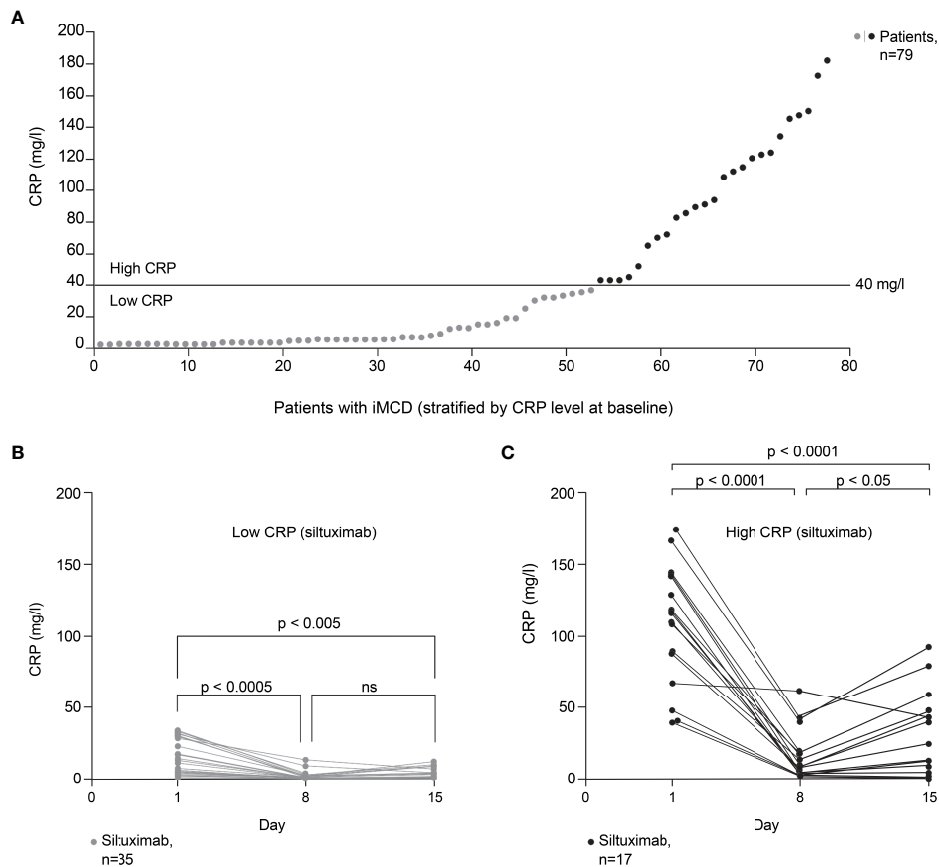 A
200
180
160
140
120
100
80
60
40
20
0
CRP (mg/l)
High CRP
Low CRP
40 mg/l
Patients,
n=79
0 10 20 30 40 50 60 70 80
Patients with iMCD (stratified by CRP level at baseline)
B
200
150
100
50
0
CRP (mg/l)
Low CRP (siltuximab)
p < 0.005
p < 0.0005
ns
0 1 8 15
Day
Siltuximab,
n=35
C
p < 0.0001
p < 0.0001
p < 0.05
200
150
100
50
0
CRP (mg/l)
High CRP (siltuximab)
0 1 8 15
Day
Siltuximab,
n=17